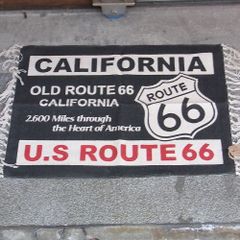 CALIFORNIA
OLD ROUTE 66
CALIFORNIA
2.600 Miles through
the Heart of America
ROUTE
66
U.S ROUTE 66